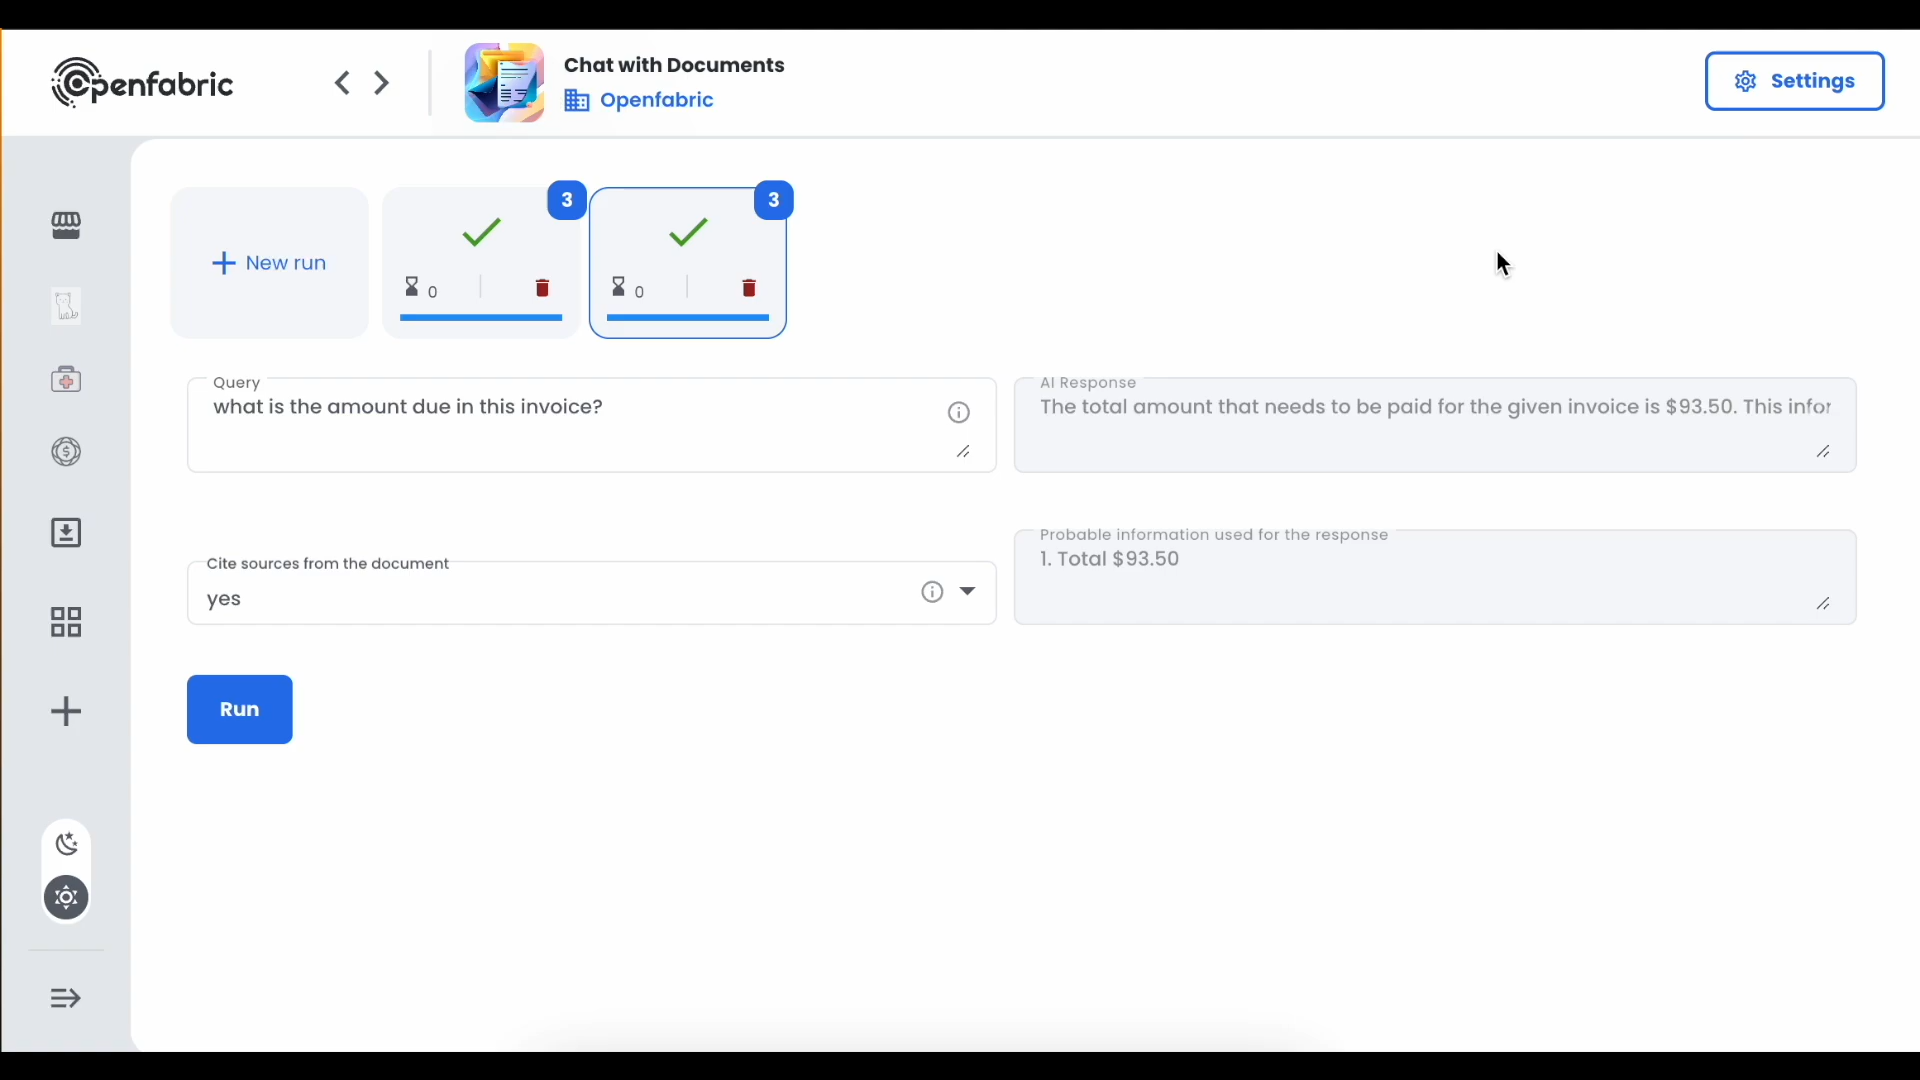 Openfabric
Chat with Documents
Openfabric
Settings
New run
3
0
3
0
Query
what is the amount due in this invoice?
AI Response
The total amount that needs to be paid for the given invoice is $93.50. This infor
Cite sources from the document
yes
Probable information used for the response
1. Total $93.50
Run